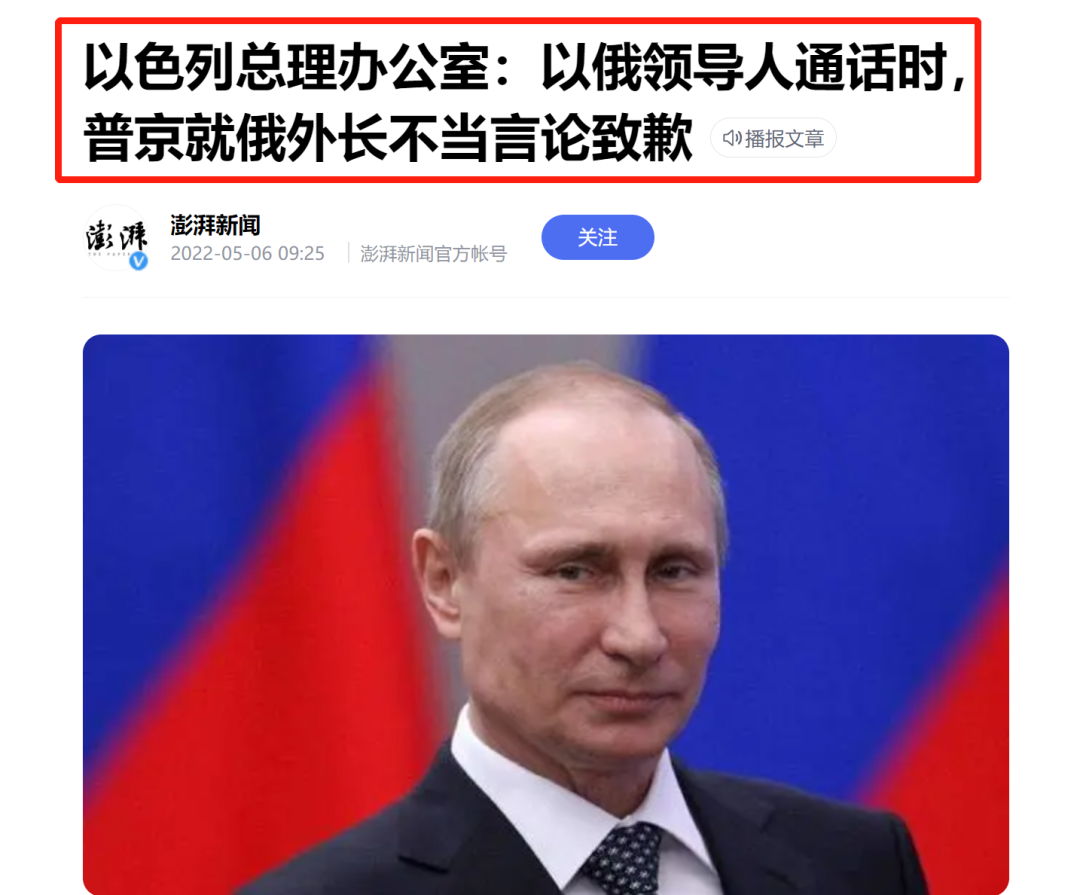 以色列总理办公室：以俄领导人通话时，
普京就俄外长不当言论致歉
播报文章
澎湃
澎湃新闻
2022-05-06 09:25
澎湃新闻官方帐号
关注